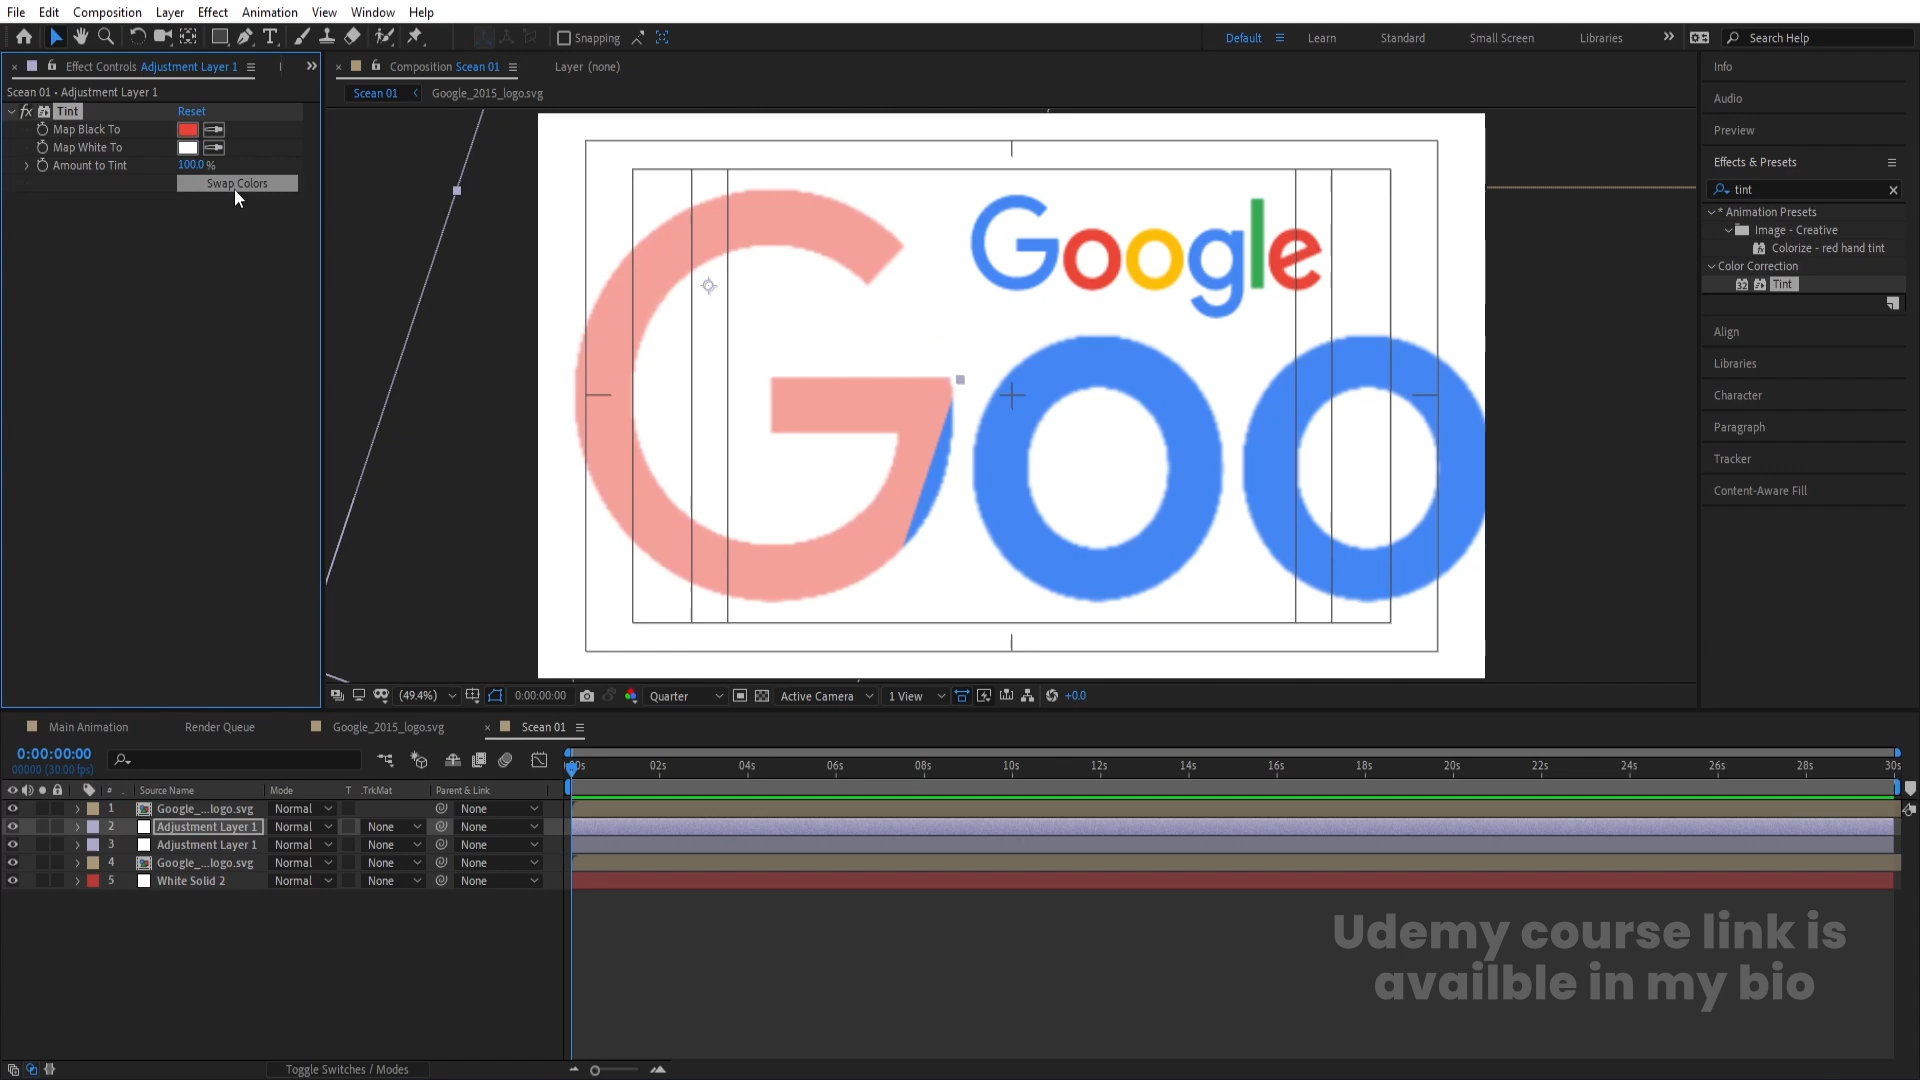 File Edit Composition Layer Effect Animation View Window Help
Snapping Default Learn Standard Small Screen Libraries Search Help
Effect Controls Adjustment Layer 1
Composition Scean 01 Layer (none)
Info
Scean 01 • Adjustment Layer 1
Scean 01 Google_2015_logo.svg
Audio
fx Tint Reset
Map Black To
Map White To
Amount to Tint 100.0 %
Swap Colors
Google
Goo
Preview
Effects & Presets
tint
* Animation Presets
Image - Creative
Colorize - red hand tint
Color Correction
32 Tint
Align
Libraries
Character
Paragraph
Tracker
Content-Aware Fill
(49.4%) 0:00:00:00 Quarter Active Camera 1 View +0.0
Main Animation Render Queue Google_2015_logo.svg Scean 01
0:00:00:00
00000 (30.00 fps)
02s 04s 06s 08s 10s 12s 14s 16s 18s 20s 22s 24s 26s 28s 30s
# Source Name Mode T .TrkMat Parent & Link
1 Google_...logo.svg Normal None
2 Adjustment Layer 1 Normal None None
3 Adjustment Layer 1 Normal None None
4 Google_...logo.svg Normal None None
5 White Solid 2 Normal None None
Udemy course link is
availble in my bio
Toggle Switches / Modes